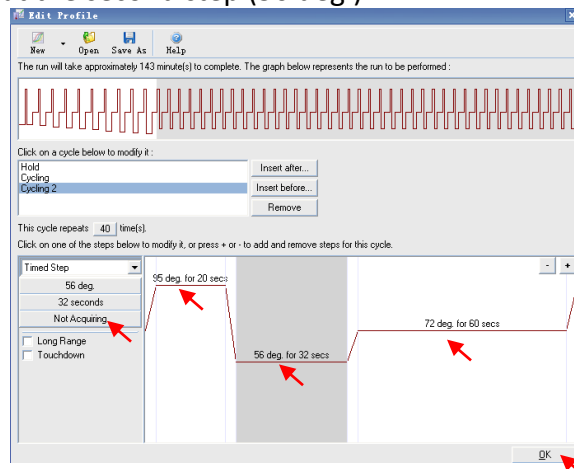 Edit Profile
New Open Save As Help
The run will take approximately 143 minute(s) to complete. The graph below represents the run to be performed :
Click on a cycle below to modify it :
Hold
Cycling
Cycling 2
Insert after...
Insert before...
Remove
This cycle repeats 40 time(s).
Click on one of the steps below to modify it, or press + or - to add and remove steps for this cycle.
Timed Step
- +
56 deg.
32 seconds
Not Acquiring
Long Range
Touchdown
95 deg. for 20 secs
56 deg. for 32 secs
72 deg. for 60 secs
OK